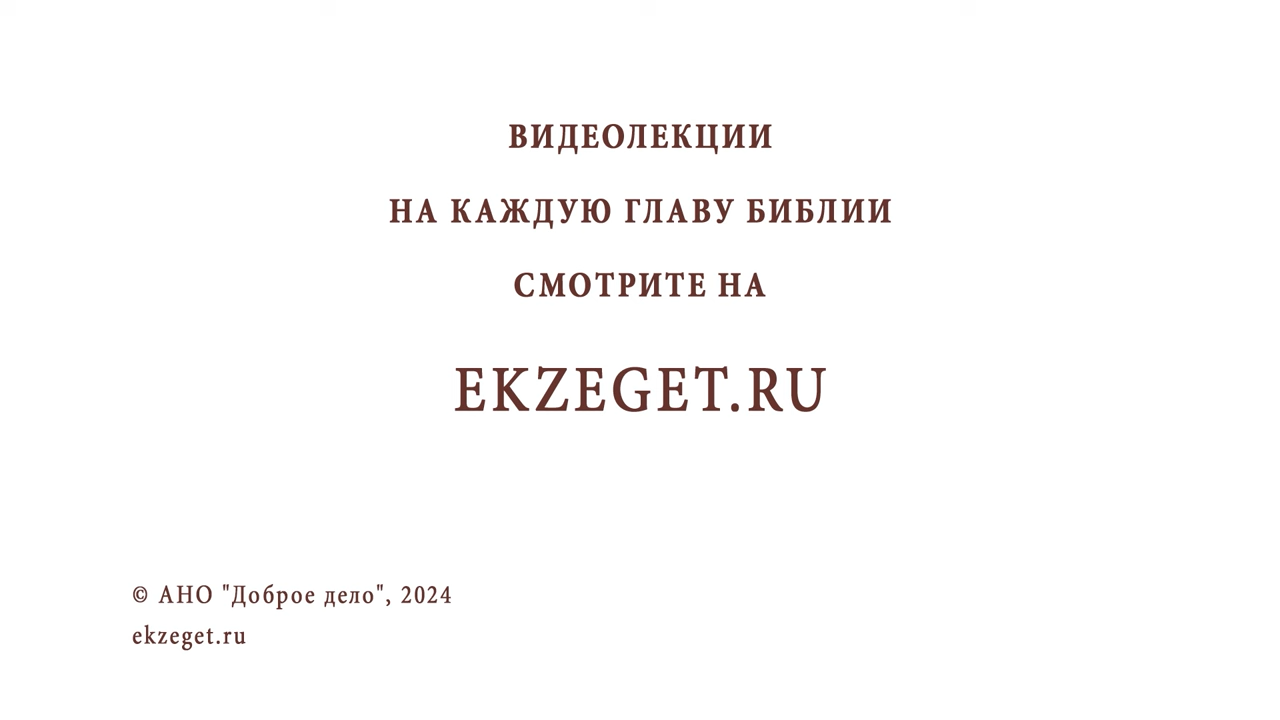 ВИДЕОЛЕКЦИИ
НА КАЖДУЮ ГЛАВУ БИБЛИИ
СМОТРИТЕ НА
EKZEGET.RU
© АНО "Доброе дело", 2024
ekzeget.ru